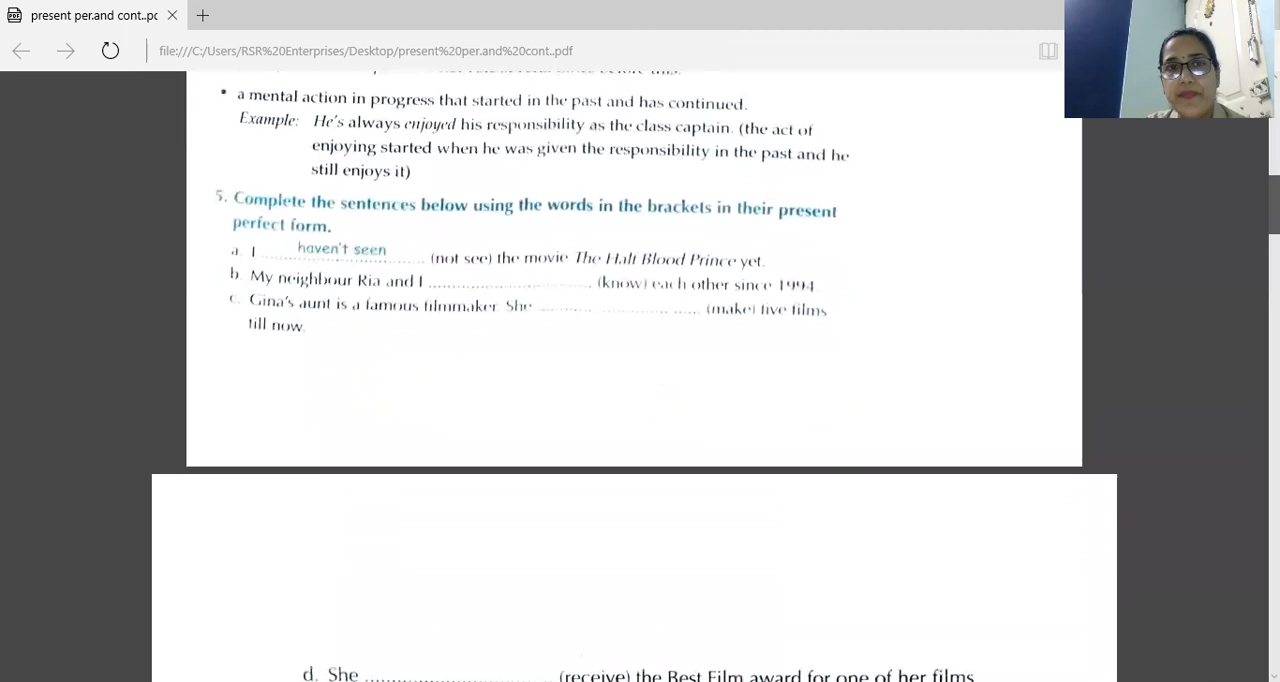 present per.and cont..pc
file:///C:/Users/RSR%20Enterprises/Desktop/present%20per.and%20cont..pdf
• a mental action in progress that started in the past and has continued.
Example: He's always enjoyed his responsibility as the class captain. (the act of
enjoying started when he was given the responsibility in the past and he
still enjoys it)
5. Complete the sentences below using the words in the brackets in their present
perfect form.
a. I ......haven't seen...... (not see) the movie The Half Blood Prince yet.
b. My neighbour Ria and I .................... (know) each other since 1994.
c. Gina's aunt is a famous filmmaker. She .................... (make) five films
till now.
d. She .................... (receive) the Best Film award for one of her films